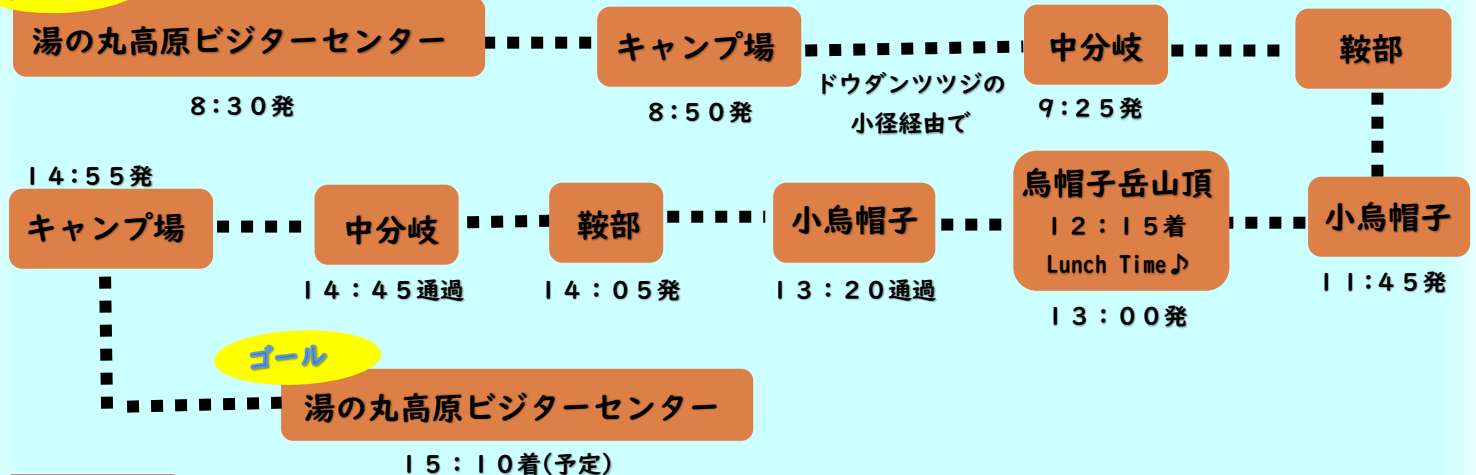 湯の丸高原ビジターセンター
8:30発
キャンプ場
8:50発
ドウダンツツジの
小径経由で
中分岐
9:25発
鞍部
小烏帽子
11:45発
烏帽子岳山頂
12:15着
Lunch Time♪
13:00発
小烏帽子
13:20通過
鞍部
14:05発
中分岐
14:45通過
14:55発
キャンプ場
ゴール
湯の丸高原ビジターセンター
15:10着(予定)